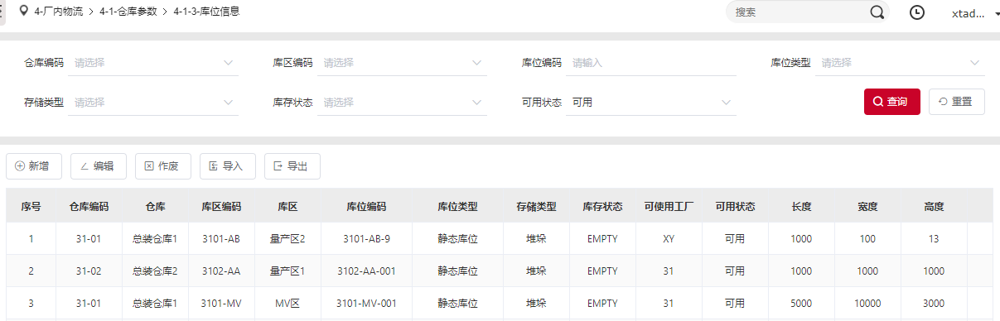 4-厂内物流 > 4-1-仓库参数 > 4-1-3-库位信息 搜索 xtad...
仓库编码 请选择 库区编码 请选择 库位编码 请输入 库位类型 请选择
存储类型 请选择 库存状态 请选择 可用状态 可用 查询 重置
新增 编辑 作废 导入 导出
序号 仓库编码 仓库 库区编码 库区 库位编码 库位类型 存储类型 库存状态 可使用工厂 可用状态 长度 宽度 高度
1 31-01 总装仓库1 3101-AB 量产区2 3101-AB-9 静态库位 堆垛 EMPTY XY 可用 1000 100 13
2 31-02 总装仓库2 3102-AA 量产区1 3102-AA-001 静态库位 堆垛 EMPTY 31 可用 1000 1000 1000
3 31-01 总装仓库1 3101-MV MV区 3101-MV-001 静态库位 堆垛 EMPTY 31 可用 5000 10000 3000